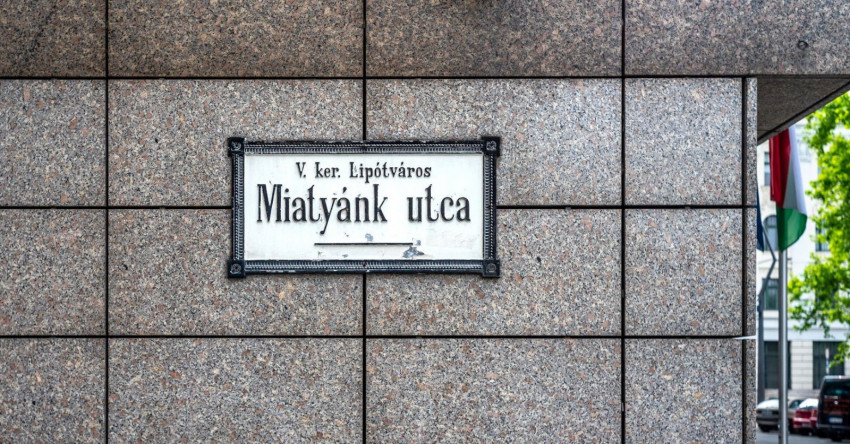 V. ker. Lipótváros
Miatyánk utca